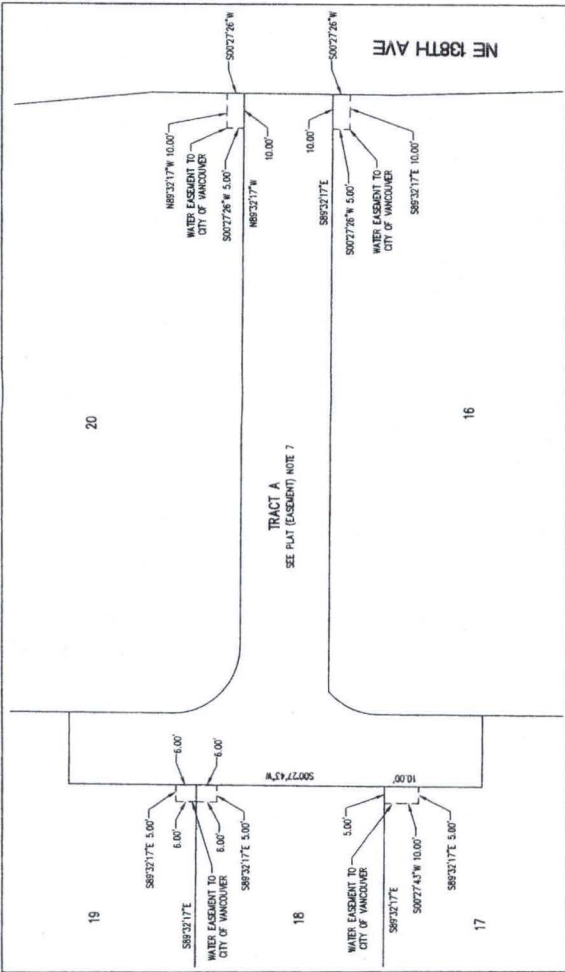 NE 138TH AVE
S00°27'26"W
N89°32'17"W 10.00'
WATER EASEMENT TO
CITY OF VANCOUVER
S00°27'26"W 5.00'
N89°32'17"W
10.00'
10.00'
S89°32'17"E
S00°27'26"W 5.00'
WATER EASEMENT TO
CITY OF VANCOUVER
S89°32'17"E 10.00'
S00°27'26"W
20
TRACT A
SEE PLAT (EASEMENT) NOTE 7
16
19
S89°32'17"E 5.00'
6.00'
6.00'
6.00'
6.00'
S89°32'17"E
WATER EASEMENT TO
CITY OF VANCOUVER
S89°32'17"E 5.00'
S00°27'43"W
18
5.00'
10.00'
WATER EASEMENT TO
CITY OF VANCOUVER
S89°32'17"E
S00°27'43"W 10.00'
S89°32'17"E 5.00'
17